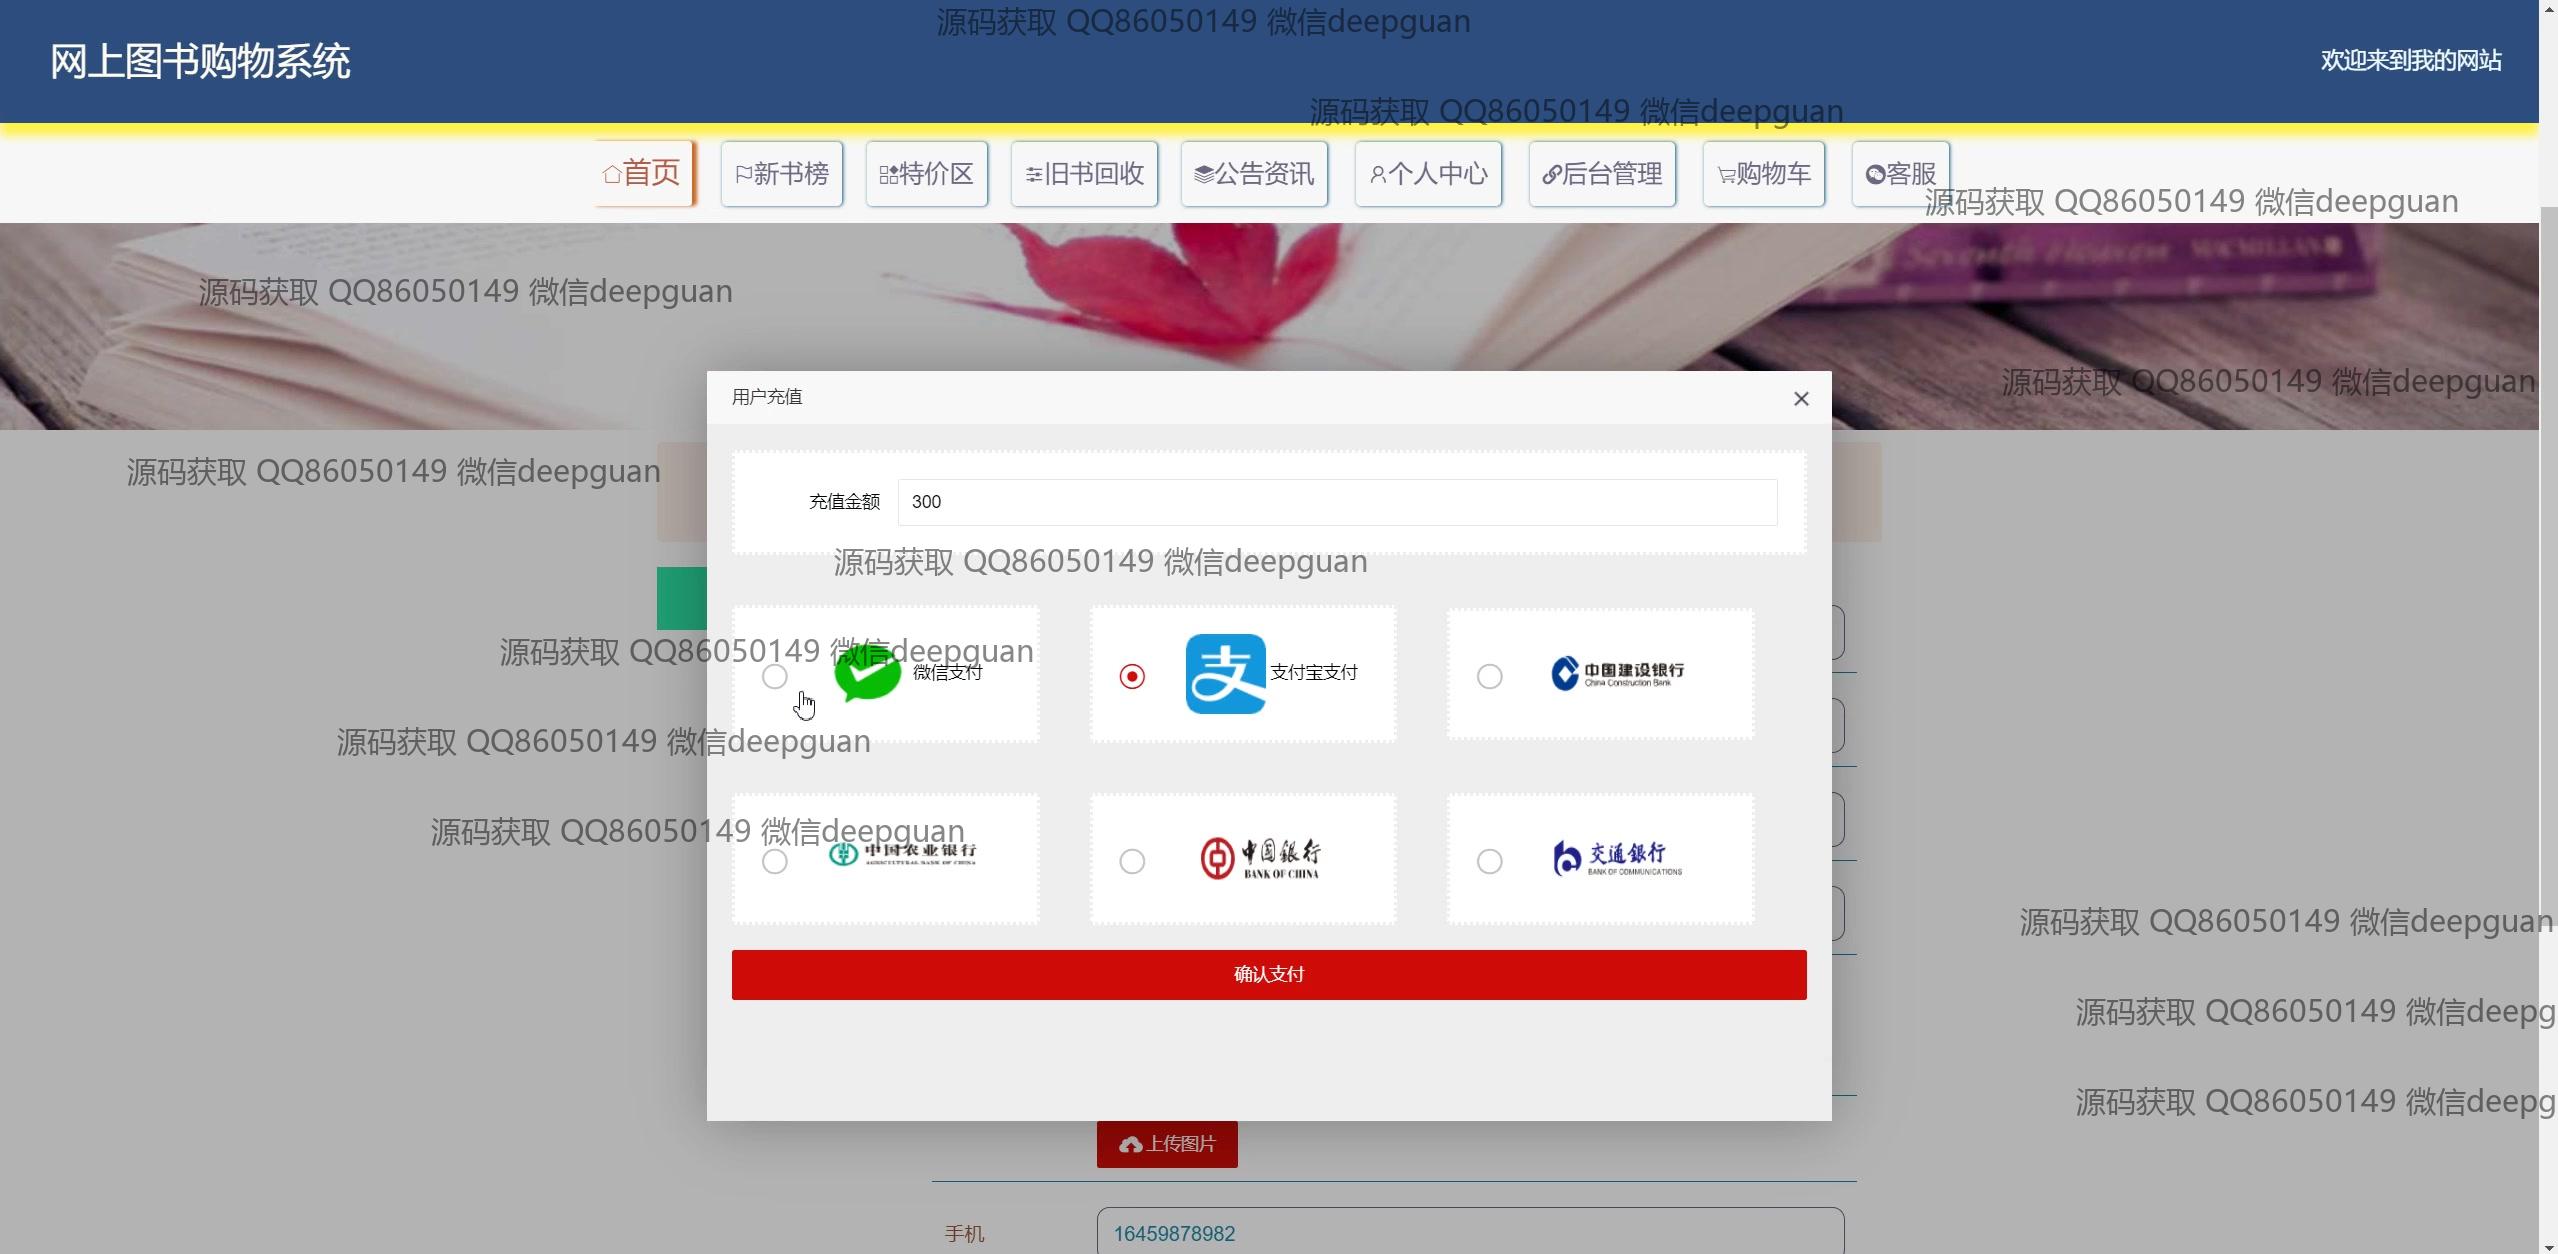 源码获取 QQ86050149 微信deepguan
网上图书购物系统
欢迎来到我的网站
源码获取 QQ86050149 微信deepguan
首页 新书榜 特价区 旧书回收 公告资讯 个人中心 后台管理 购物车 客服
源码获取 QQ86050149 微信deepguan
Seventh Heaven MACMILLAN
源码获取 QQ86050149 微信deepguan
源码获取 QQ86050149 微信deepguan
用户充值
源码获取 QQ86050149 微信deepguan
充值金额 300
源码获取 QQ86050149 微信deepguan
源码获取 QQ86050149 微信deepguan
微信支付
支
支付宝支付
中国建设银行
China Construction Bank
源码获取 QQ86050149 微信deepguan
源码获取 QQ86050149 微信deepguan
中国农业银行
AGRICULTURAL BANK OF CHINA
中国銀行
BANK OF CHINA
交通銀行
BANK OF COMMUNICATIONS
源码获取 QQ86050149 微信deepguan
确认支付
源码获取 QQ86050149 微信deepg
源码获取 QQ86050149 微信deepg
上传图片
手机 16459878982